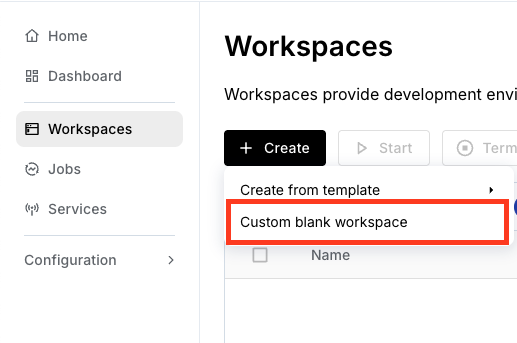 Home
Dashboard
Workspaces
Jobs
Services
Configuration
Workspaces
Workspaces provide development envi
Create
Start
Term
Create from template
Custom blank workspace
Name